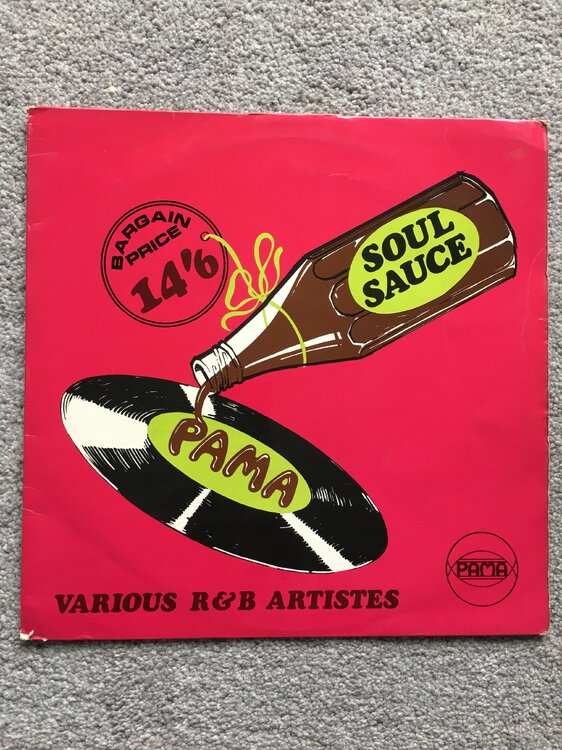 BARGAIN
PRICE
14'6
SOUL
SAUCE
PAMA
VARIOUS R&B ARTISTES
PAMA